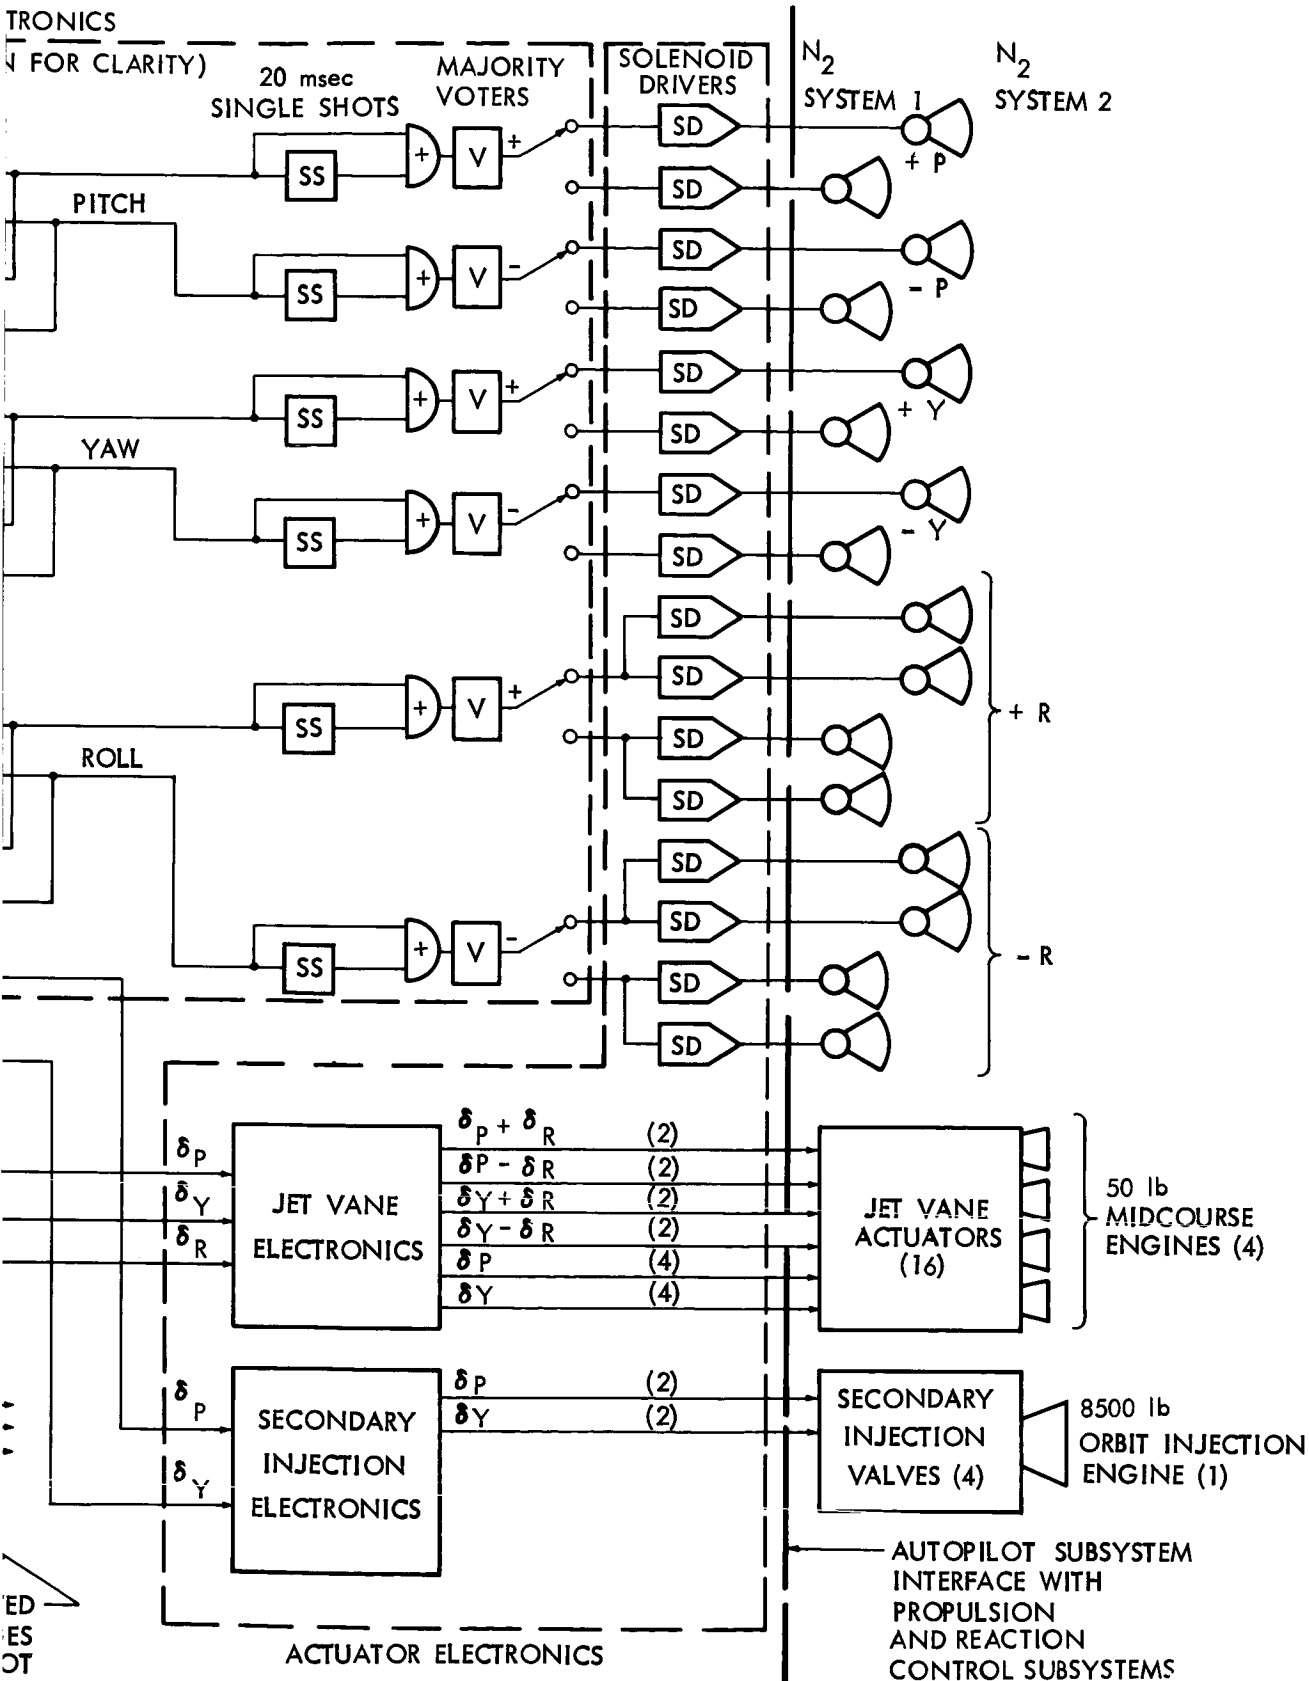 TRONICS
FOR CLARITY)
20 msec
SINGLE SHOTS
MAJORITY
VOTERS
SOLENOID
DRIVERS
N2
SYSTEM 1
N2
SYSTEM 2
SS
+
V
+
SD
+ P
SD
PITCH
SS
+
V
-
SD
- P
SD
SS
+
V
+
SD
+ Y
SD
YAW
SS
+
V
-
SD
- Y
SD
SD
SS
+
V
+
SD
+ R
SD
SD
ROLL
SD
SS
+
V
-
SD
- R
SD
SD
δP
δY
δR
JET VANE
ELECTRONICS
δP + δR (2)
δP - δR (2)
δY + δR (2)
δY - δR (2)
δP (4)
δY (4)
JET VANE
ACTUATORS
(16)
50 lb
MIDCOURSE
ENGINES (4)
δP
δY
SECONDARY
INJECTION
ELECTRONICS
δP (2)
δY (2)
SECONDARY
INJECTION
VALVES (4)
8500 lb
ORBIT INJECTION
ENGINE (1)
AUTOPILOT SUBSYSTEM
INTERFACE WITH
PROPULSION
AND REACTION
CONTROL SUBSYSTEMS
ED
ES
OT
ACTUATOR ELECTRONICS